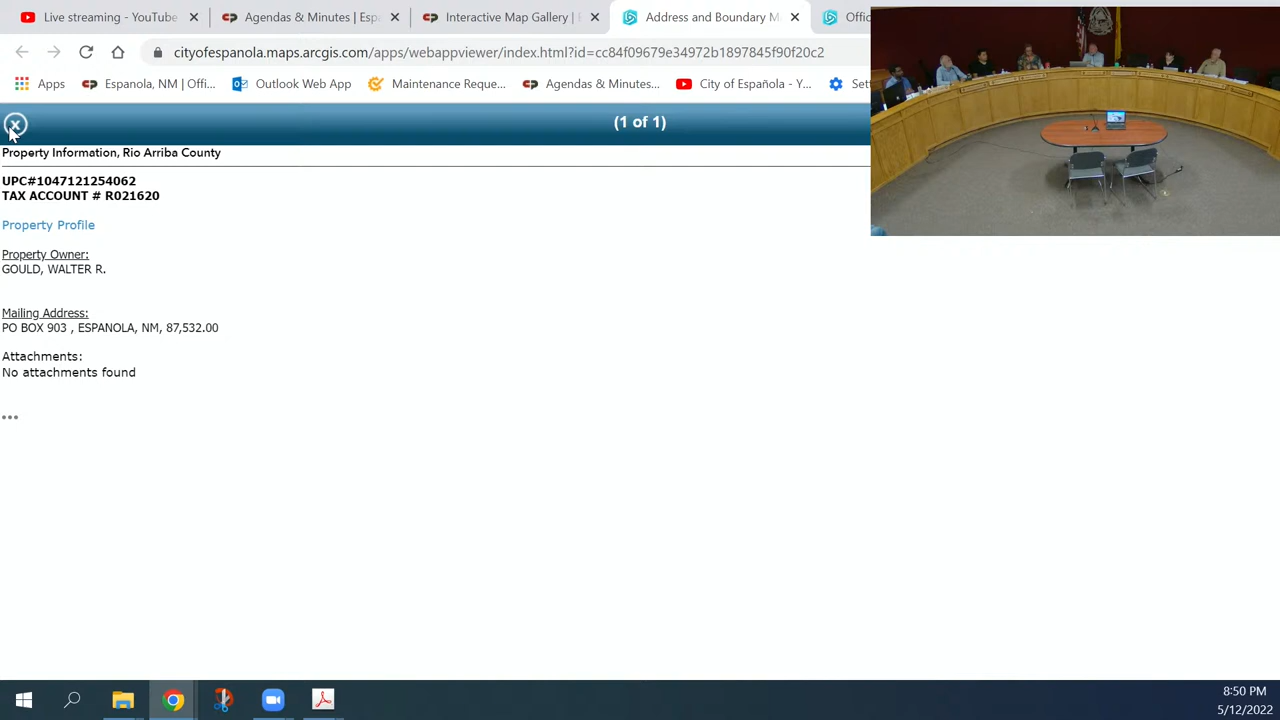 Live streaming - YouTube
Agendas & Minutes | Esp
Interactive Map Gallery |
Address and Boundary M
Offic
cityofespanola.maps.arcgis.com/apps/webappviewer/index.html?id=cc84f09679e34972b1897845f90f20c2
Apps
Espanola, NM | Offi...
Outlook Web App
Maintenance Reque...
Agendas & Minutes...
City of Española - Y...
Set
(1 of 1)
Property Information, Rio Arriba County
UPC#1047121254062
TAX ACCOUNT # R021620
Property Profile
Property Owner:
GOULD, WALTER R.
Mailing Address:
PO BOX 903 , ESPANOLA, NM, 87,532.00
Attachments:
No attachments found
8:50 PM
5/12/2022